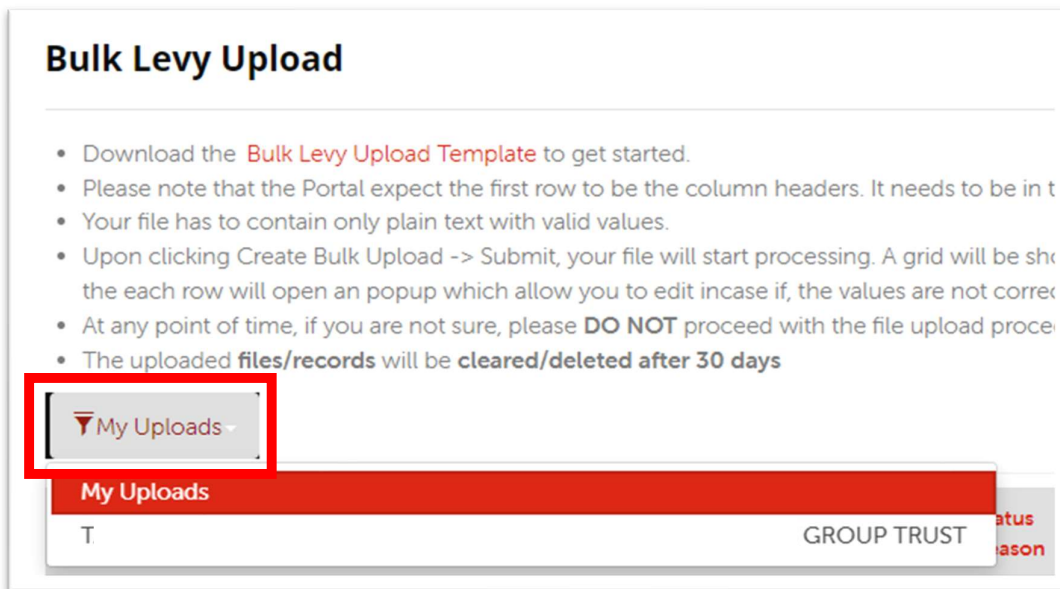 Bulk Levy Upload
• Download the Bulk Levy Upload Template to get started.
• Please note that the Portal expect the first row to be the column headers. It needs to be in
• Your file has to contain only plain text with valid values.
• Upon clicking Create Bulk Upload -> Submit, your file will start processing. A grid will be
the each row will open an popup which allow you to edit incase if, the values are not
• At any point of time, if you are not sure, please DO NOT proceed with the file upload
• The uploaded files/records will be cleared/deleted after 30 days
My Uploads
My Uploads
T GROUP TRUST
atus
ason